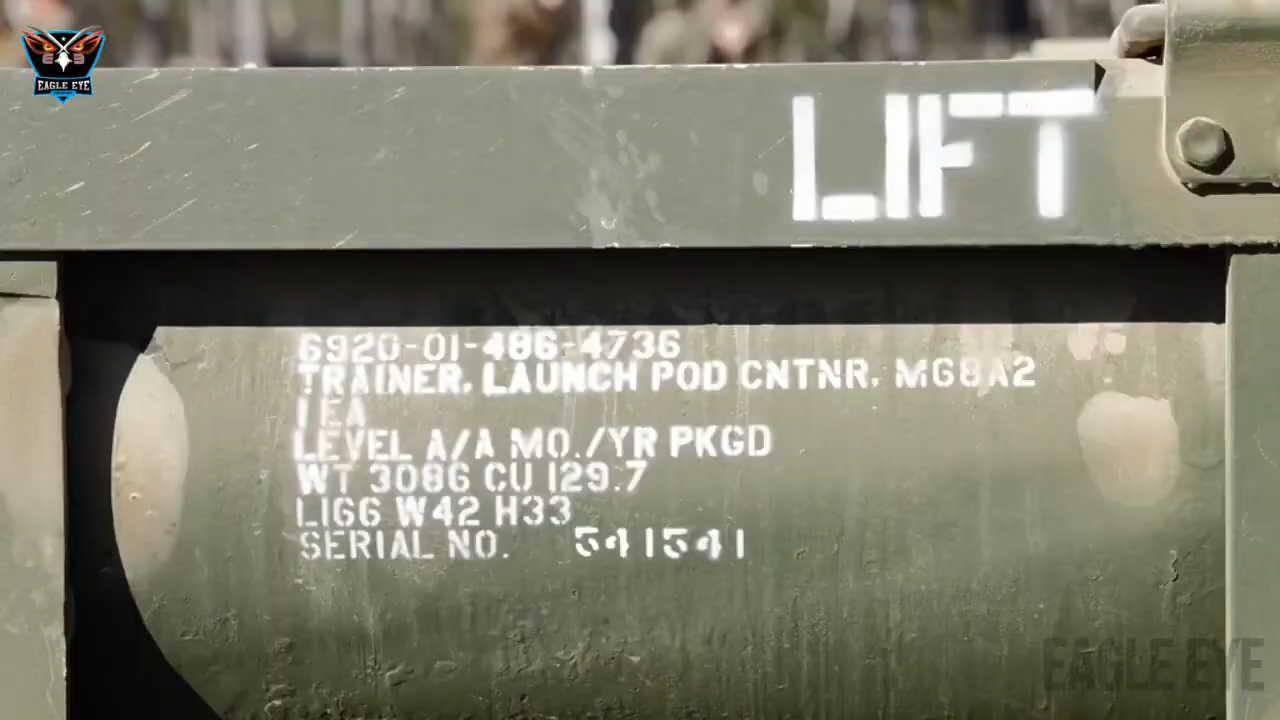 EAGLE EYE
LIFT
6920-01-486-4736
TRAINER, LAUNCH POD CNTNR, M68A2
1 EA
LEVEL A/A MO./YR PKGD
WT 3086 CU 129.7
L166 W42 H33
SERIAL NO. 541541
EAGLE EYE